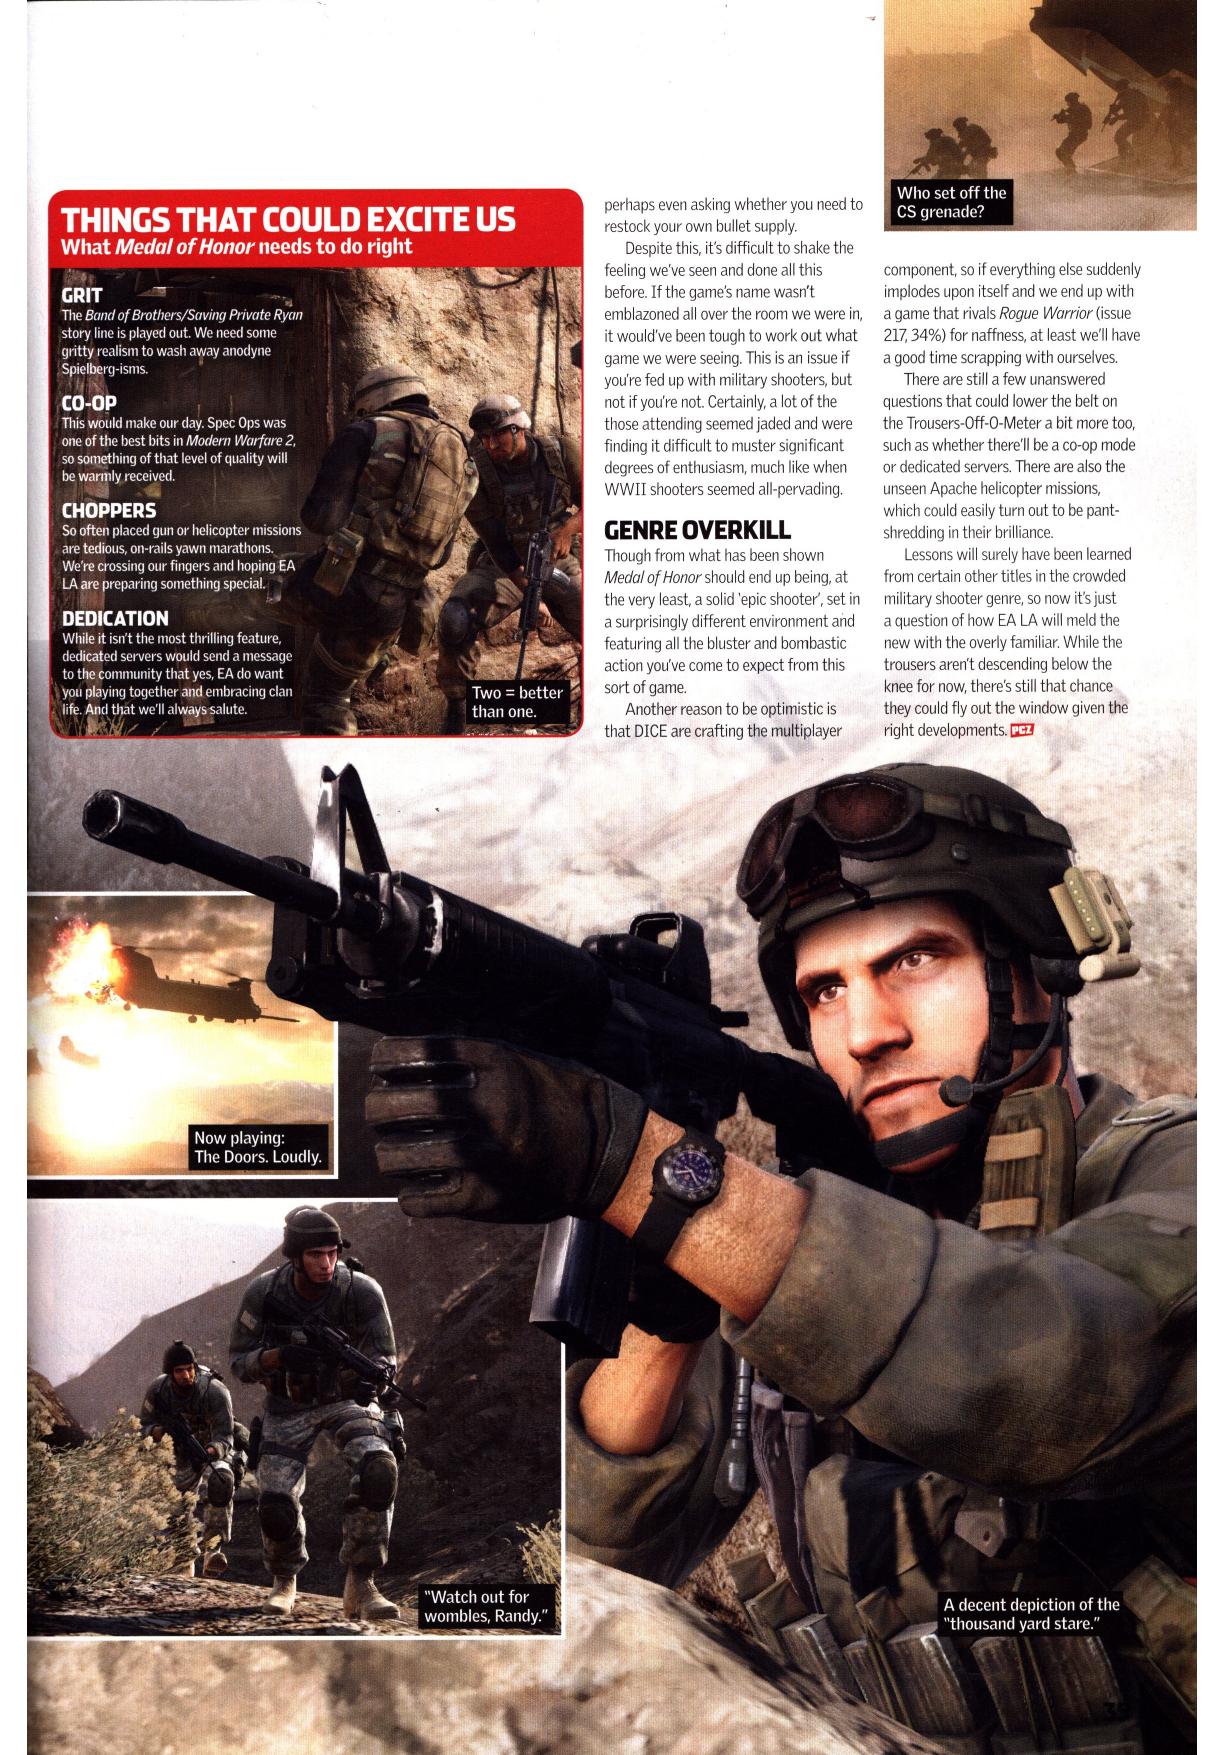 THINGS THAT COULD EXCITE US
What Medal of Honor needs to do right
GRIT
The Band of Brothers/Saving Private Ryan
story line is played out. We need some
gritty realism to wash away anodyne
Spielberg-isms.
CO-OP
This would make our day. Spec Ops was
one of the best bits in Modern Warfare 2,
so something of that level of quality will
be warmly received.
CHOPPERS
So often placed gun or helicopter missions
are tedious, on-rails yawn marathons.
We're crossing our fingers and hoping EA
LA are preparing something special.
DEDICATION
While it isn't the most thrilling feature,
dedicated servers would send a message
to the community that yes, EA do want
you playing together and embracing clan
life. And that we'll always salute.
Two = better
than one.
perhaps even asking whether you need to
restock your own bullet supply.
Despite this, it's difficult to shake the
feeling we've seen and done all this
before. If the game's name wasn't
emblazoned all over the room we were in,
it would've been tough to work out what
game we were seeing. This is an issue if
you're fed up with military shooters, but
not if you're not. Certainly, a lot of the
those attending seemed jaded and were
finding it difficult to muster significant
degrees of enthusiasm, much like when
WWII shooters seemed all-pervading.
GENRE OVERKILL
Though from what has been shown
Medal of Honor should end up being, at
the very least, a solid 'epic shooter', set in
a surprisingly different environment and
featuring all the bluster and bombastic
action you've come to expect from this
sort of game.
Another reason to be optimistic is
that DICE are crafting the multiplayer
Who set off the
CS grenade?
component, so if everything else suddenly
implodes upon itself and we end up with
a game that rivals Rogue Warrior (issue
217, 34%) for naffness, at least we'll have
a good time scrapping with ourselves.
There are still a few unanswered
questions that could lower the belt on
the Trousers-Off-O-Meter a bit more too,
such as whether there'll be a co-op mode
or dedicated servers. There are also the
unseen Apache helicopter missions,
which could easily turn out to be pant-
shredding in their brilliance.
Lessons will surely have been learned
from certain other titles in the crowded
military shooter genre, so now it's just
a question of how EA LA will meld the
new with the overly familiar. While the
trousers aren't descending below the
knee for now, there's still that chance
they could fly out the window given the
right developments. PCZ
Now playing:
The Doors. Loudly.
"Watch out for
wombles, Randy."
A decent depiction of the
"thousand yard stare."